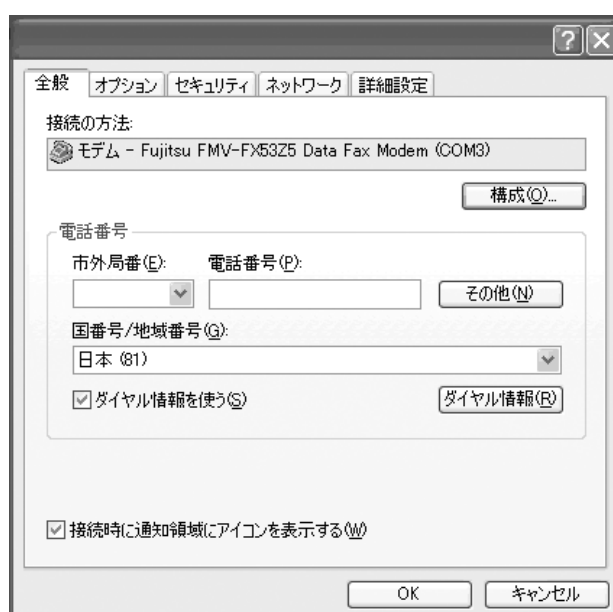 全般 オプション セキュリティ ネットワーク 詳細設定
接続の方法:
モデム - Fujitsu FMV-FX53Z5 Data Fax Modem (COM3)
構成(O)...
電話番号
市外局番(E): 電話番号(P):
その他(N)
国番号/地域番号(G):
日本 (81)
ダイヤル情報を使う(S) ダイヤル情報(R)
接続時に通知領域にアイコンを表示する(W)
OK キャンセル